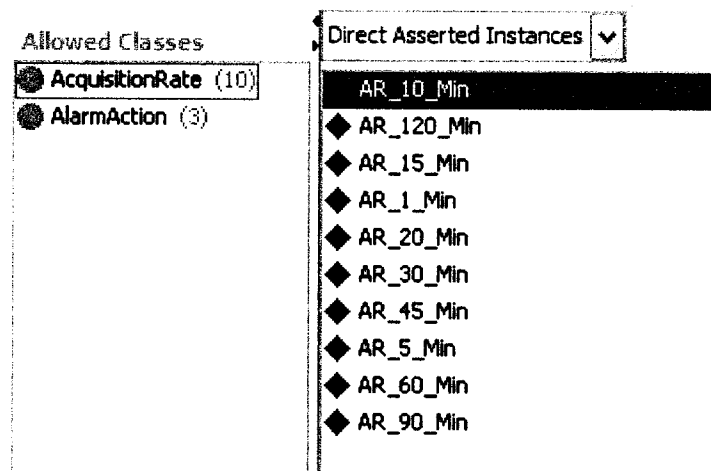 Allowed Classes
AcquisitionRate (10)
AlarmAction (3)
Direct Asserted Instances
AR_10_Min
AR_120_Min
AR_15_Min
AR_1_Min
AR_20_Min
AR_30_Min
AR_45_Min
AR_5_Min
AR_60_Min
AR_90_Min